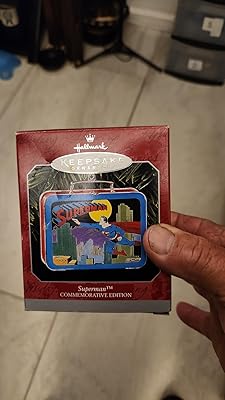 Hallmark
KEEPSAKE
SUPERMAN
Superman™
COMMEMORATIVE EDITION